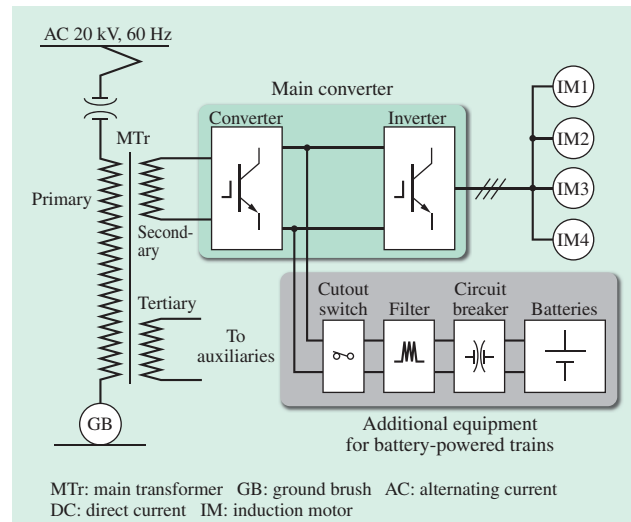 AC 20 kV, 60 Hz
Main converter
MTr
Converter
Inverter
IM1
IM2
IM3
IM4
Primary
Second-
ary
Tertiary
To
auxiliaries
Cutout
switch
Filter
Circuit
breaker
Batteries
GB
Additional equipment
for battery-powered trains
MTr: main transformer GB: ground brush AC: alternating current
DC: direct current IM: induction motor